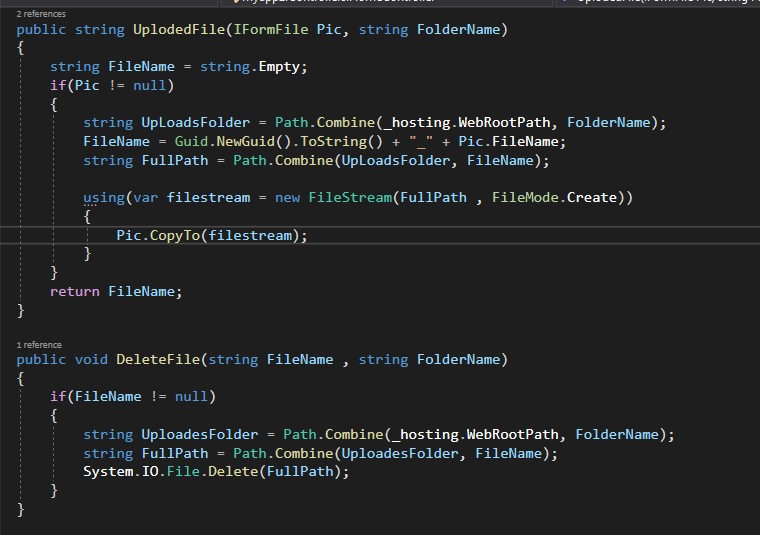 2 references
public string UplodedFile(IFormFile Pic, string FolderName)
{
    string FileName = string.Empty;
    if(Pic != null)
    {
        string UpLoadsFolder = Path.Combine(_hosting.WebRootPath, FolderName);
        FileName = Guid.NewGuid().ToString() + "_" + Pic.FileName;
        string FullPath = Path.Combine(UpLoadsFolder, FileName);

        using(var filestream = new FileStream(FullPath , FileMode.Create))
        {
            Pic.CopyTo(filestream);
        }
    }
    return FileName;
}

1 reference
public void DeleteFile(string FileName , string FolderName)
{
    if(FileName != null)
    {
        string UploadesFolder = Path.Combine(_hosting.WebRootPath, FolderName);
        string FullPath = Path.Combine(UploadesFolder, FileName);
        System.IO.File.Delete(FullPath);
    }
}